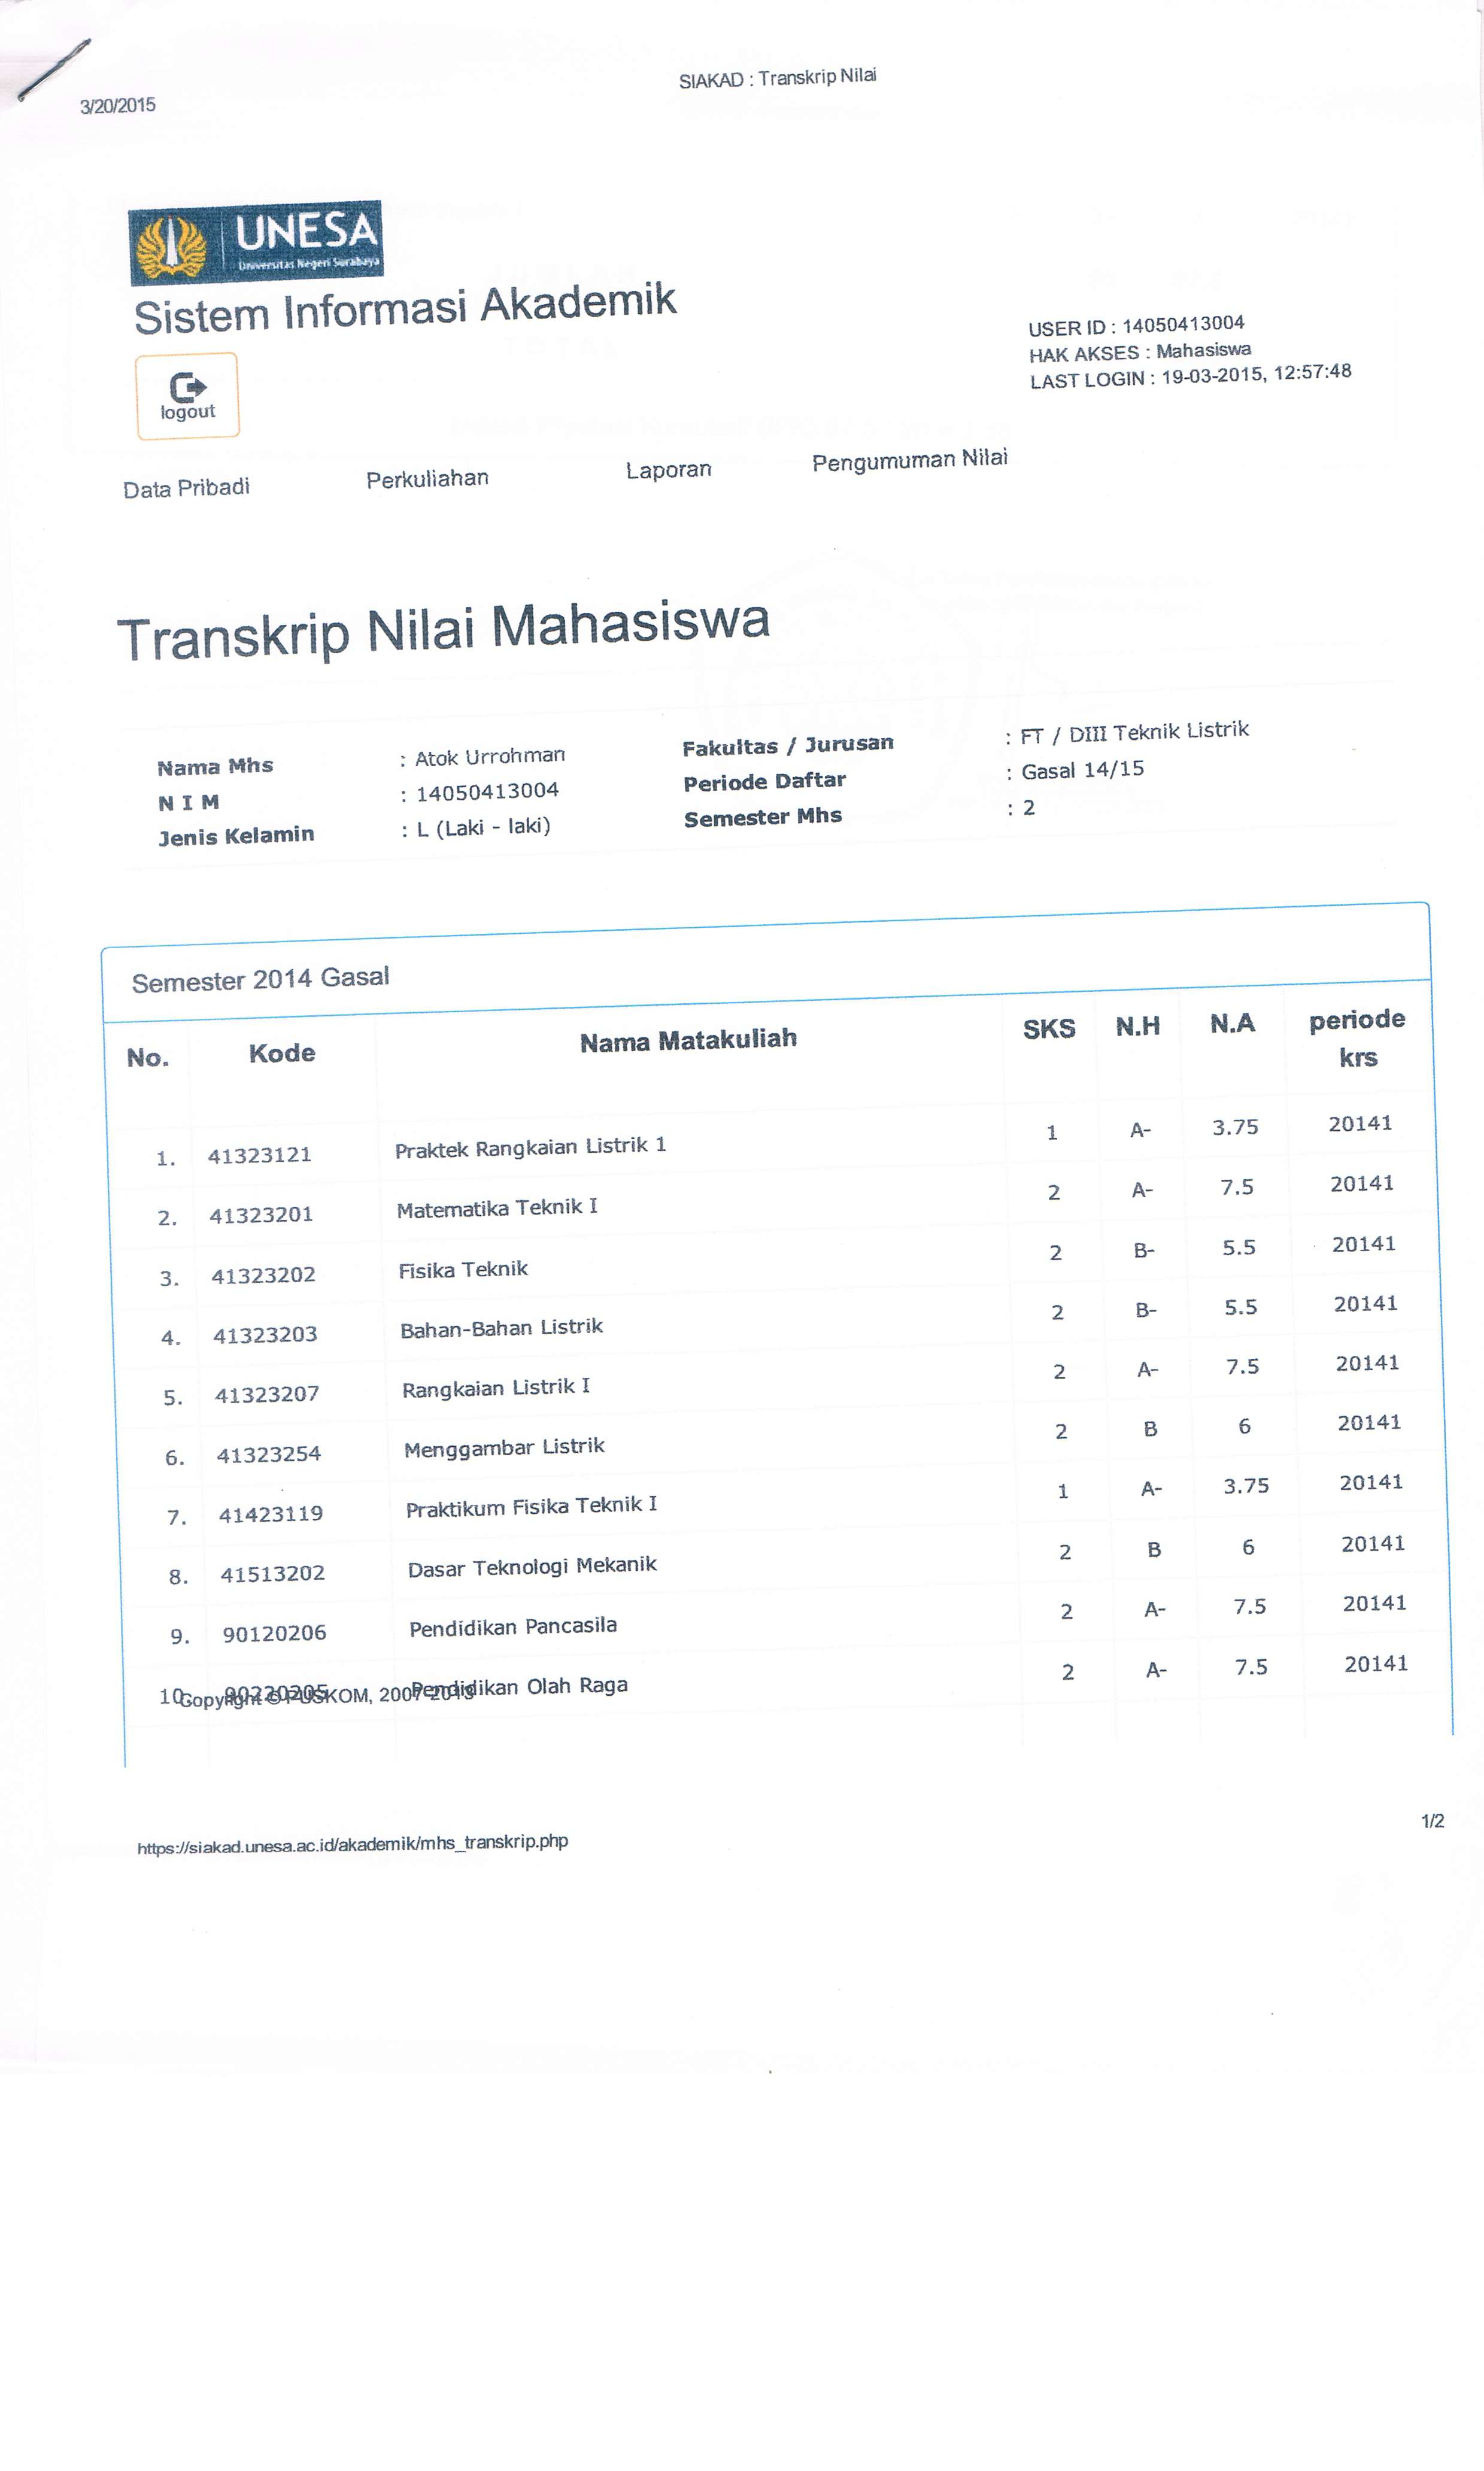 SIAKAD : Transkrip Nilai
3/20/2015
UNESA
Universitas Negeri Surabaya
Sistem Informasi Akademik
USER ID : 14050413004
HAK AKSES : Mahasiswa
LAST LOGIN : 19-03-2015, 12:57:48
logout
Data Pribadi Perkuliahan Laporan Pengumuman Nilai
Transkrip Nilai Mahasiswa
Nama Mhs : Atok Urrohman Fakultas / Jurusan : FT / DIII Teknik Listrik
N I M : 14050413004 Periode Daftar : Gasal 14/15
Jenis Kelamin : L (Laki - laki) Semester Mhs : 2
Semester 2014 Gasal
No. Kode Nama Matakuliah SKS N.H N.A periode krs
1. 41323121 Praktek Rangkaian Listrik 1 1 A- 3.75 20141
2. 41323201 Matematika Teknik I 2 A- 7.5 20141
3. 41323202 Fisika Teknik 2 B- 5.5 20141
4. 41323203 Bahan-Bahan Listrik 2 B- 5.5 20141
5. 41323207 Rangkaian Listrik I 2 A- 7.5 20141
6. 41323254 Menggambar Listrik 2 B 6 20141
7. 41423119 Praktikum Fisika Teknik I 1 A- 3.75 20141
8. 41513202 Dasar Teknologi Mekanik 2 B 6 20141
9. 90120206 Pendidikan Pancasila 2 A- 7.5 20141
10. 90220205 Pendidikan Olah Raga 2 A- 7.5 20141
Copyright © PUSKOM, 2007-2013
https://siakad.unesa.ac.id/akademik/mhs_transkrip.php
1/2